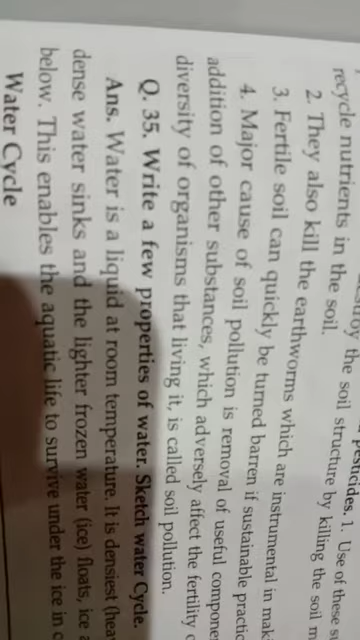 pesticides. 1. Use of these
the soil structure by killing the soil
recycle nutrients in the soil.
2. They also kill the earthworms which are instrumental in
3. Fertile soil can quickly be turned barren if sustainable
4. Major cause of soil pollution is removal of useful
addition of other substances, which adversely affect the fertility
diversity of organisms that living it, is called soil pollution.
Q. 35. Write a few properties of water. Sketch water Cycle.
Ans. Water is a liquid at room temperature. It is densiest
dense water sinks and the lighter frozen water (ice) floats, ice
below. This enables the aquatic life to survive under the ice in
Water Cycle